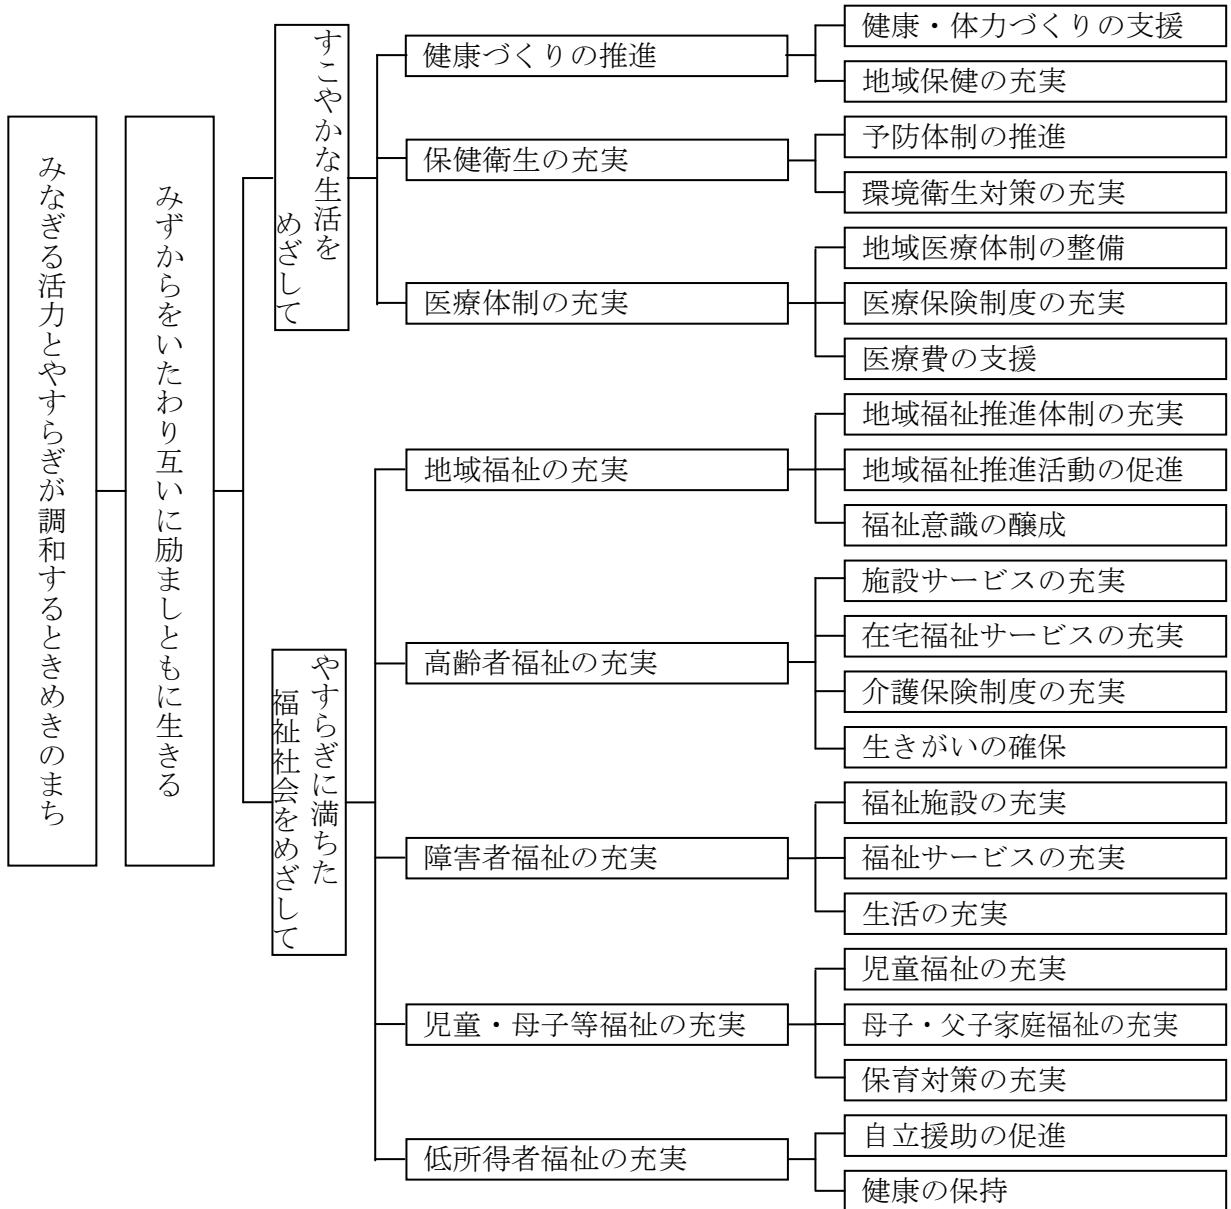 みなぎる活力とやすらぎが調和するときめきのまち
みずからをいたわり互いに励ましともに生きる
すこやかな生活を
めざして
健康づくりの推進
健康・体力づくりの支援
地域保健の充実
保健衛生の充実
予防体制の推進
環境衛生対策の充実
医療体制の充実
地域医療体制の整備
医療保険制度の充実
医療費の支援
やすらぎに満ちた
福祉社会をめざして
地域福祉の充実
地域福祉推進体制の充実
地域福祉推進活動の促進
福祉意識の醸成
高齢者福祉の充実
施設サービスの充実
在宅福祉サービスの充実
介護保険制度の充実
生きがいの確保
障害者福祉の充実
福祉施設の充実
福祉サービスの充実
生活の充実
児童・母子等福祉の充実
児童福祉の充実
母子・父子家庭福祉の充実
保育対策の充実
低所得者福祉の充実
自立援助の促進
健康の保持